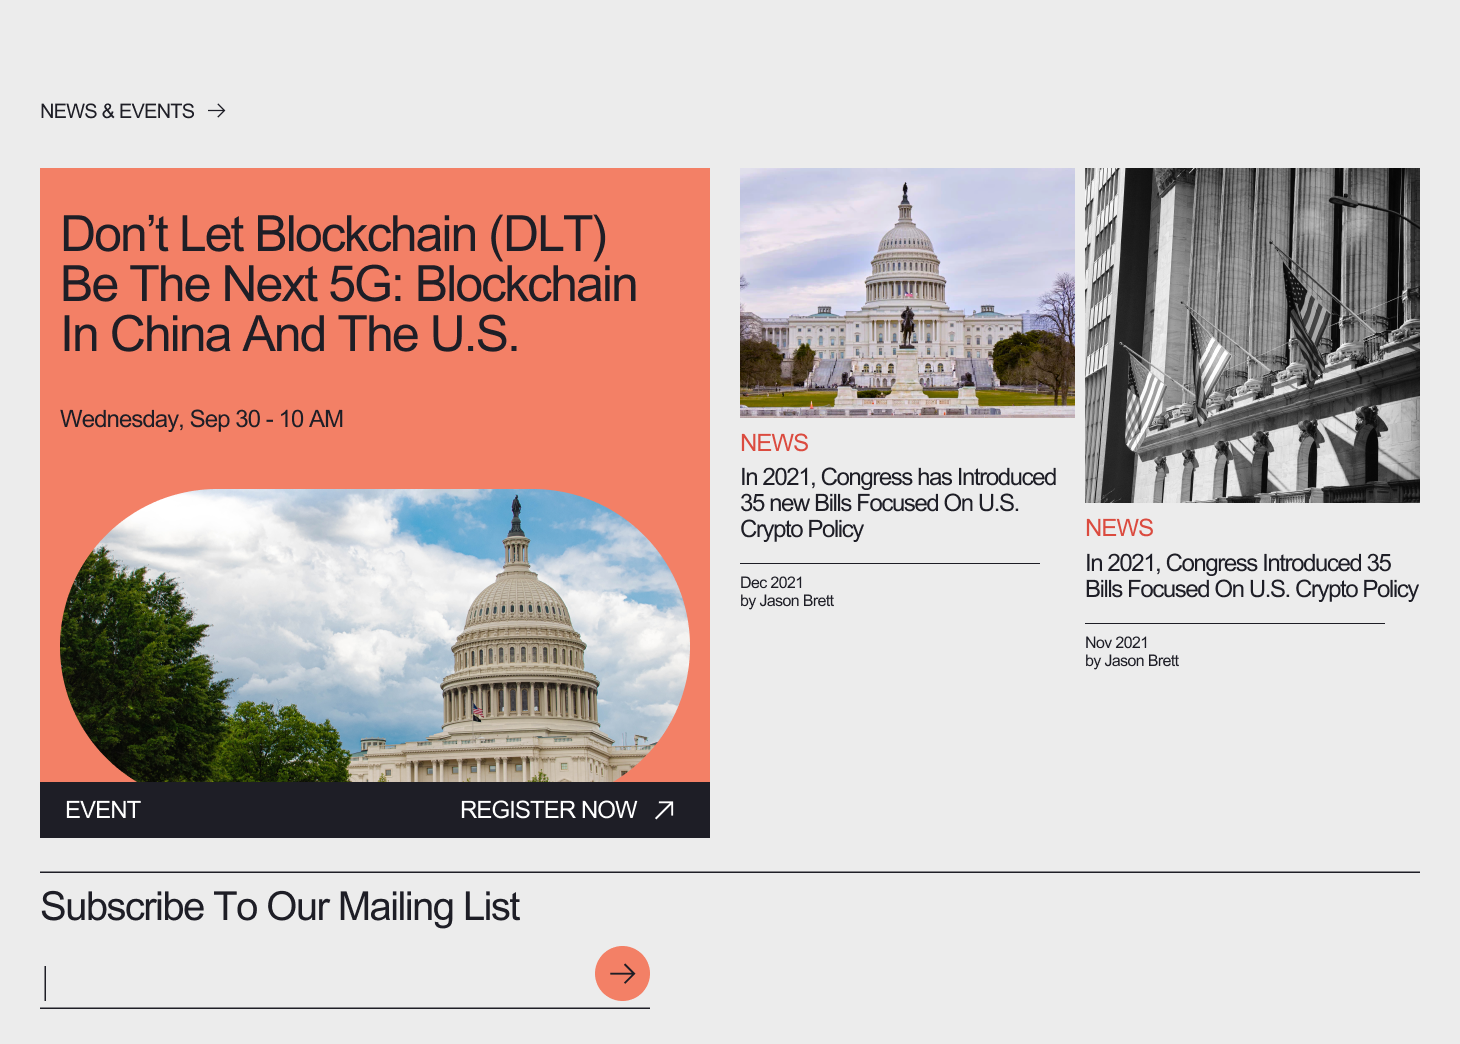 NEWS & EVENTS
Don’t Let Blockchain (DLT)
Be The Next 5G: Blockchain
In China And The U.S.
Wednesday, Sep 30 - 10 AM
EVENT
REGISTER NOW
NEWS
In 2021, Congress has Introduced
35 new Bills Focused On U.S.
Crypto Policy
Dec 2021
by Jason Brett
NEWS
In 2021, Congress Introduced 35
Bills Focused On U.S. Crypto Policy
Nov 2021
by Jason Brett
Subscribe To Our Mailing List